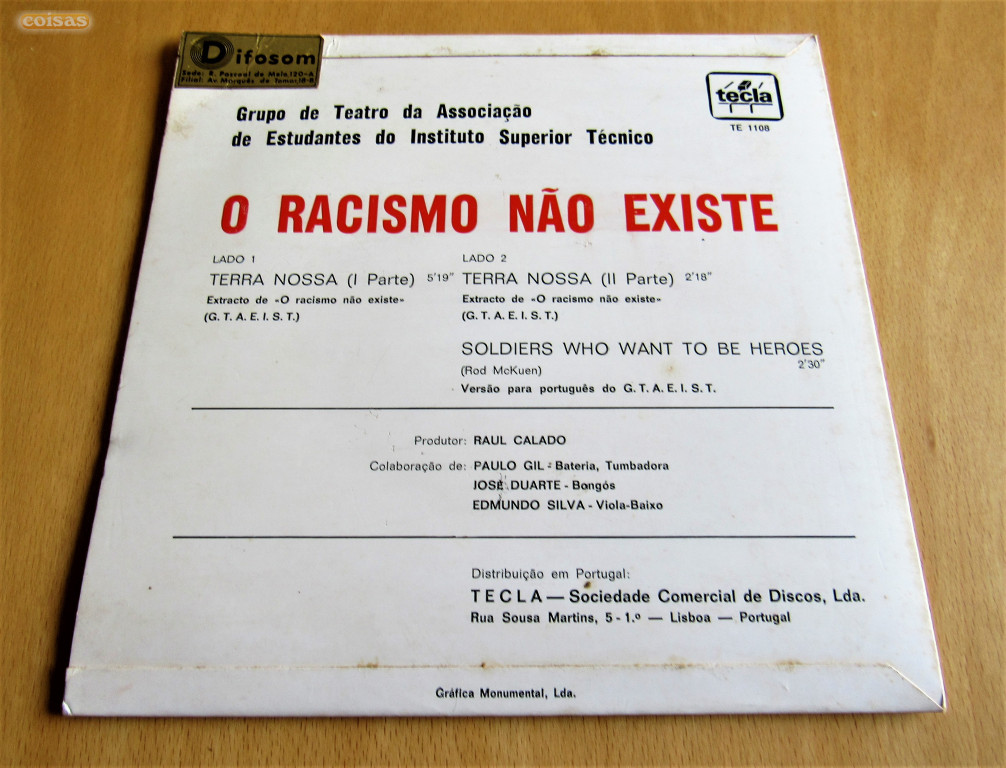 coisas
Difosom
Sede: R. Pascoal de Melo, 120-A
Filial: Av. Marquês de Tomar, 18-B
tecla
TE 1108
Grupo de Teatro da Associação
de Estudantes do Instituto Superior Técnico
O RACISMO NÃO EXISTE
LADO 1
TERRA NOSSA (I Parte) 5'19"
Extracto de «O racismo não existe»
(G. T. A. E. I. S. T.)
LADO 2
TERRA NOSSA (II Parte) 2'18"
Extracto de «O racismo não existe»
(G. T. A. E. I. S. T.)
SOLDIERS WHO WANT TO BE HEROES
(Rod McKuen) 2'30"
Versão para português do G. T. A. E. I. S. T.
Produtor: RAUL CALADO
Colaboração de: PAULO GIL - Bateria, Tumbadora
JOSÉ DUARTE - Bongós
EDMUNDO SILVA - Viola-Baixo
Distribuição em Portugal:
TECLA — Sociedade Comercial de Discos, Lda.
Rua Sousa Martins, 5 - 1.º — Lisboa — Portugal
Gráfica Monumental, Lda.